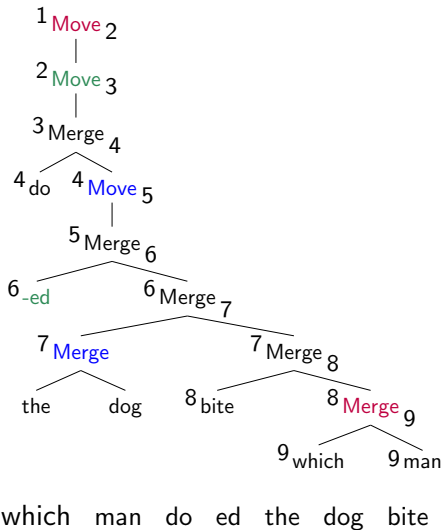 1 Move 2
2 Move 3
3 Merge 4
4 do 4 Move 5
5 Merge 6
6 -ed 6 Merge 7
7 Merge 7 Merge 8
the dog 8 bite 8 Merge 9
9 which 9 man
which man do ed the dog bite